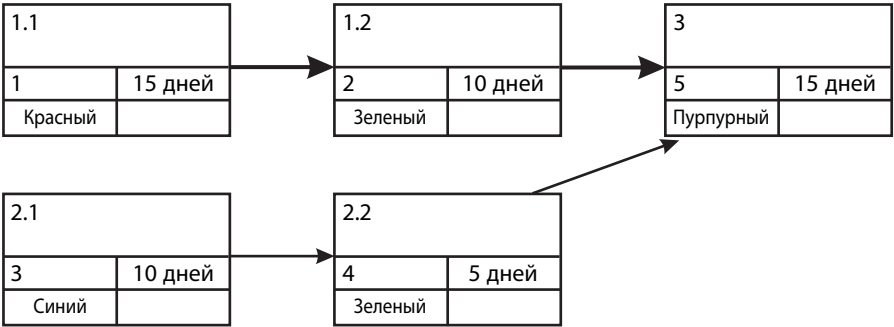 1.1
1 15 дней
Красный
1.2
2 10 дней
Зеленый
3
5 15 дней
Пурпурный
2.1
3 10 дней
Синий
2.2
4 5 дней
Зеленый